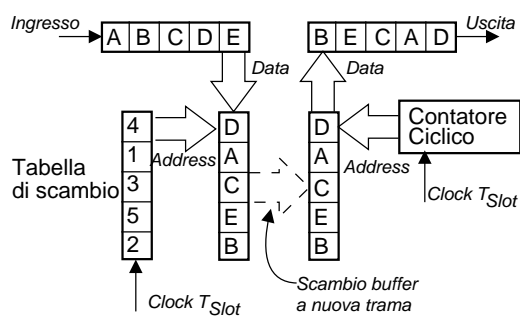 Ingresso
A B C D E
B E C A D
Uscita
Data
Data
4
1
3
5
2
Address
D
A
C
E
B
D
A
C
E
B
Address
Contatore
Ciclico
Tabella
di scambio
Clock TSlot
Clock TSlot
Scambio buffer
a nuova trama